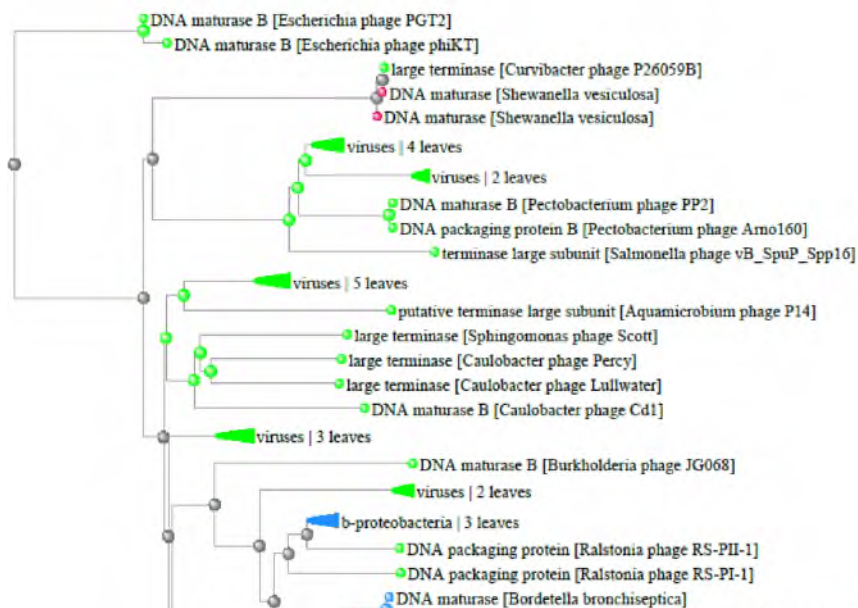 DNA maturase B [Escherichia phage PGT2]
DNA maturase B [Escherichia phage phiKT]
large terminase [Curvibacter phage P26059B]
DNA maturase [Shewanella vesiculosa]
DNA maturase [Shewanella vesiculosa]
viruses | 4 leaves
viruses | 2 leaves
DNA maturase B [Pectobacterium phage PP2]
DNA packaging protein B [Pectobacterium phage Arno160]
terminase large subunit [Salmonella phage vB_SpuP_Spp16]
viruses | 5 leaves
putative terminase large subunit [Aquamicrobium phage P14]
large terminase [Sphingomonas phage Scott]
large terminase [Caulobacter phage Percy]
large terminase [Caulobacter phage Lullwater]
DNA maturase B [Caulobacter phage Cd1]
viruses | 3 leaves
DNA maturase B [Burkholderia phage JG068]
viruses | 2 leaves
b-proteobacteria | 3 leaves
DNA packaging protein [Ralstonia phage RS-PII-1]
DNA packaging protein [Ralstonia phage RS-PI-1]
DNA maturase [Bordetella bronchiseptica]